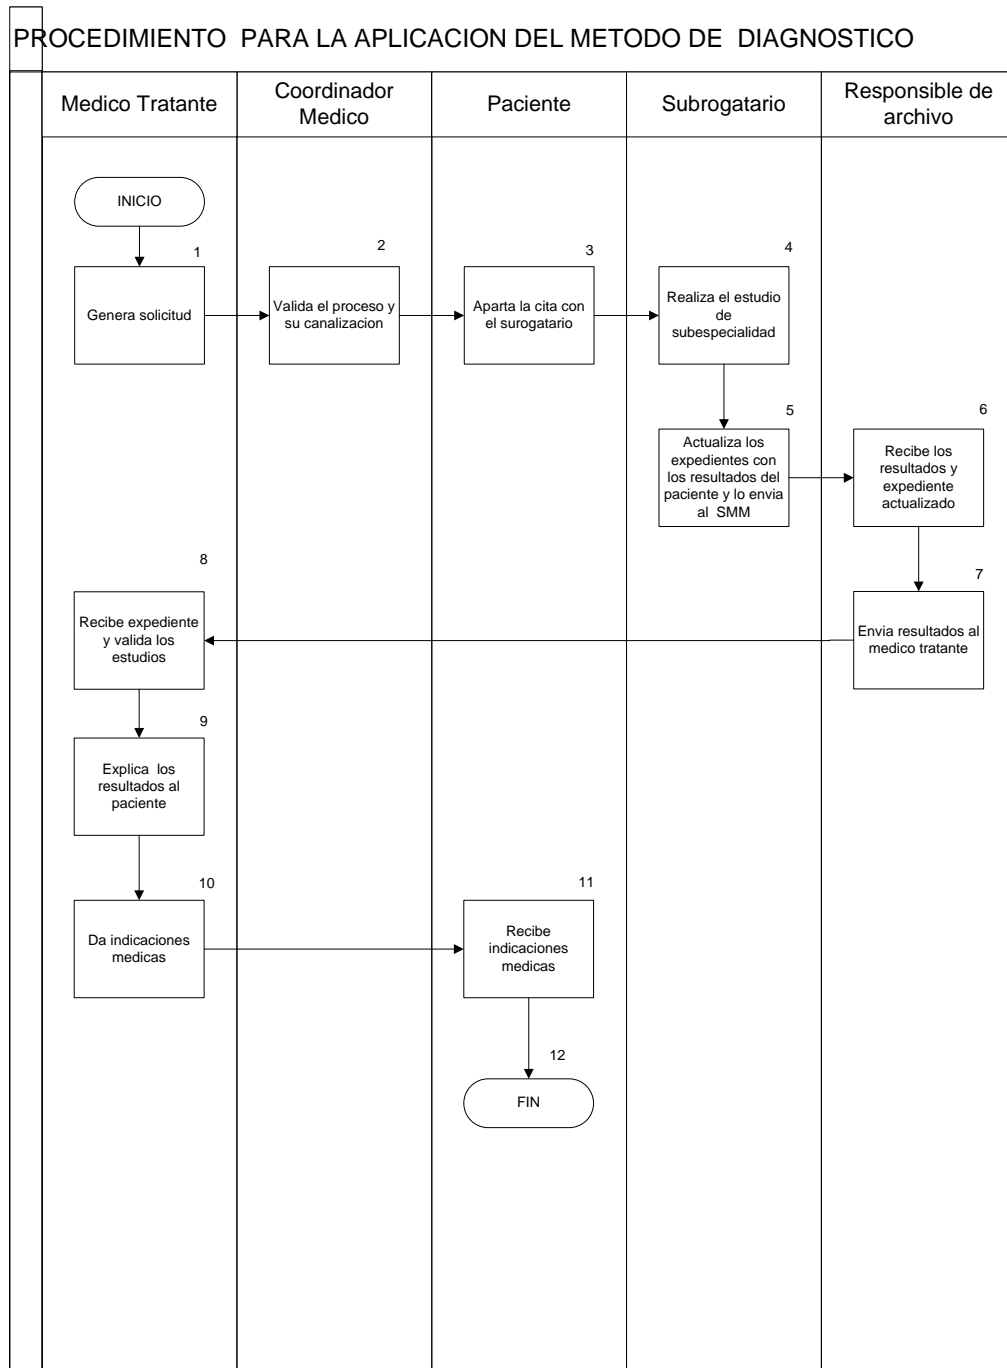 PROCEDIMIENTO PARA LA APLICACION DEL METODO DE DIAGNOSTICO
Medico Tratante
Coordinador
Medico
Paciente
Subrogatario
Responsible de
archivo
INICIO
1
Genera solicitud
2
Valida el proceso y
su canalizacion
3
Aparta la cita con
el surogatario
4
Realiza el estudio
de
subespecialidad
5
Actualiza los
expedientes con
los resultados del
paciente y lo envia
al SMM
6
Recibe los
resultados y
expediente
actualizado
7
Envia resultados al
medico tratante
8
Recibe expediente
y valida los
estudios
9
Explica los
resultados al
paciente
10
Da indicaciones
medicas
11
Recibe
indicaciones
medicas
12
FIN